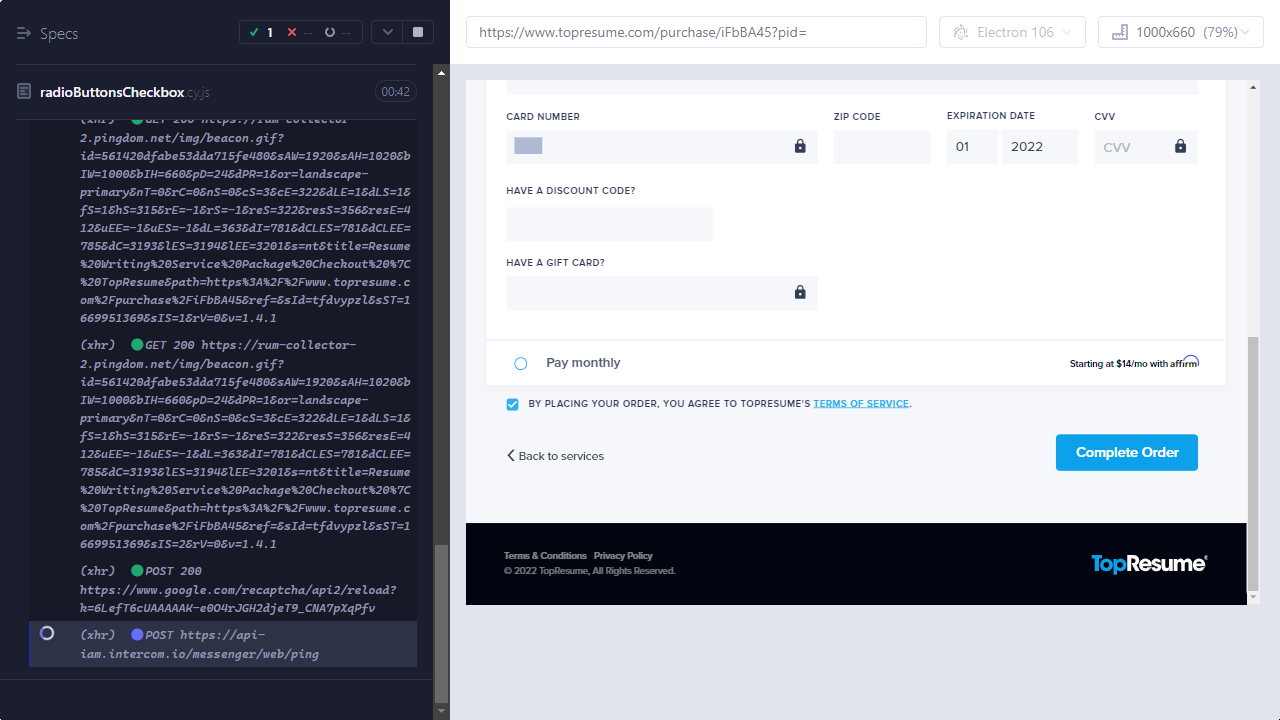 Specs
1
--
--
radioButtonsCheckbox.cy.js
00:42
(xhr) GET 200 https://rum-collector-
2.pingdom.net/img/beacon.gif?
id=561420dfabe53dda715fe480&sAW=1920&sAH=1020&b
IW=1000&bIH=660&pD=24&dPR=1&or=landscape-
primary&nT=0&rC=0&nS=0&cS=3&cE=322&dLE=1&dLS=1&
fS=1&hS=315&rE=-1&rS=-1&reS=322&resS=356&resE=4
12&uEE=-1&uES=-1&dL=363&dI=781&dCLES=781&dCLEE=
785&dC=3193&lES=3194&lEE=3201&s=nt&title=Resume
%20Writing%20Service%20Package%20Checkout%20%7C
%20TopResume&path=https%3A%2F%2Fwww.topresume.c
om%2Fpurchase%2FiFbBA45&ref=&sId=tfdvypzl&sST=1
669951369&sIS=1&rV=0&v=1.4.1
(xhr) GET 200 https://rum-collector-
2.pingdom.net/img/beacon.gif?
id=561420dfabe53dda715fe480&sAW=1920&sAH=1020&b
IW=1000&bIH=660&pD=24&dPR=1&or=landscape-
primary&nT=0&rC=0&nS=0&cS=3&cE=322&dLE=1&dLS=1&
fS=1&hS=315&rE=-1&rS=-1&reS=322&resS=356&resE=4
12&uEE=-1&uES=-1&dL=363&dI=781&dCLES=781&dCLEE=
785&dC=3193&lES=3194&lEE=3201&s=nt&title=Resume
%20Writing%20Service%20Package%20Checkout%20%7C
%20TopResume&path=https%3A%2F%2Fwww.topresume.c
om%2Fpurchase%2FiFbBA45&ref=&sId=tfdvypzl&sST=1
669951369&sIS=2&rV=0&v=1.4.1
(xhr) POST 200
https://www.google.com/recaptcha/api2/reload?
k=6LefT6cUAAAAAK-e0O4rJGH2djeT9_CNA7pXqPfv
(xhr) POST https://api-
iam.intercom.io/messenger/web/ping
https://www.topresume.com/purchase/iFbBA45?pid=
Electron 106
1000x660 (79%)
CARD NUMBER
ZIP CODE
EXPIRATION DATE
CVV
01
2022
CVV
HAVE A DISCOUNT CODE?
HAVE A GIFT CARD?
Pay monthly
Starting at $14/mo with affirm
BY PLACING YOUR ORDER, YOU AGREE TO TOPRESUME'S TERMS OF SERVICE.
Back to services
Complete Order
Terms & Conditions Privacy Policy
© 2022 TopResume, All Rights Reserved.
TopResume